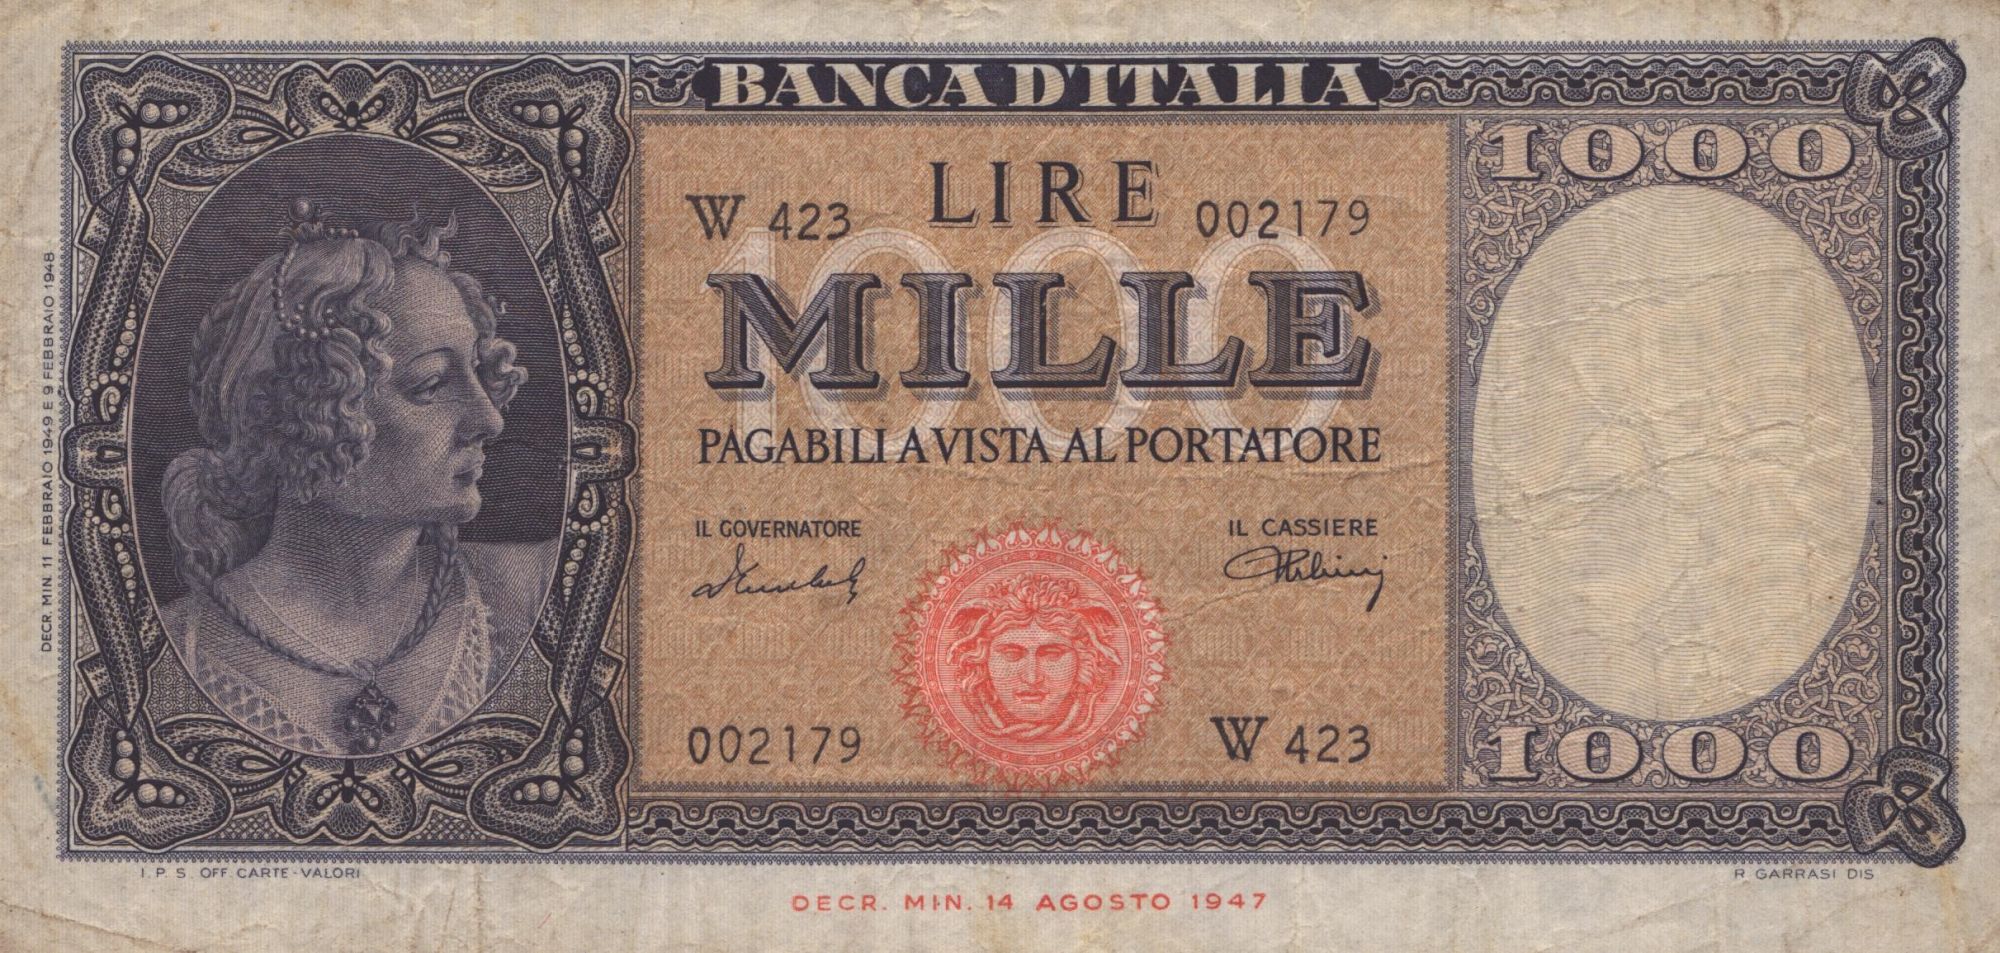 BANCA D'ITALIA
1000
LIRE
W 423
002179
1000
MILLE
PAGABILI A VISTA AL PORTATORE
IL GOVERNATORE
IL CASSIERE
002179
W 423
1000
DECR. MIN. 11 FEBBRAIO 1949 E 9 FEBBRAIO 1948
I. P. S. OFF. CARTE-VALORI
R. GARRASI DIS
DECR. MIN. 14 AGOSTO 1947